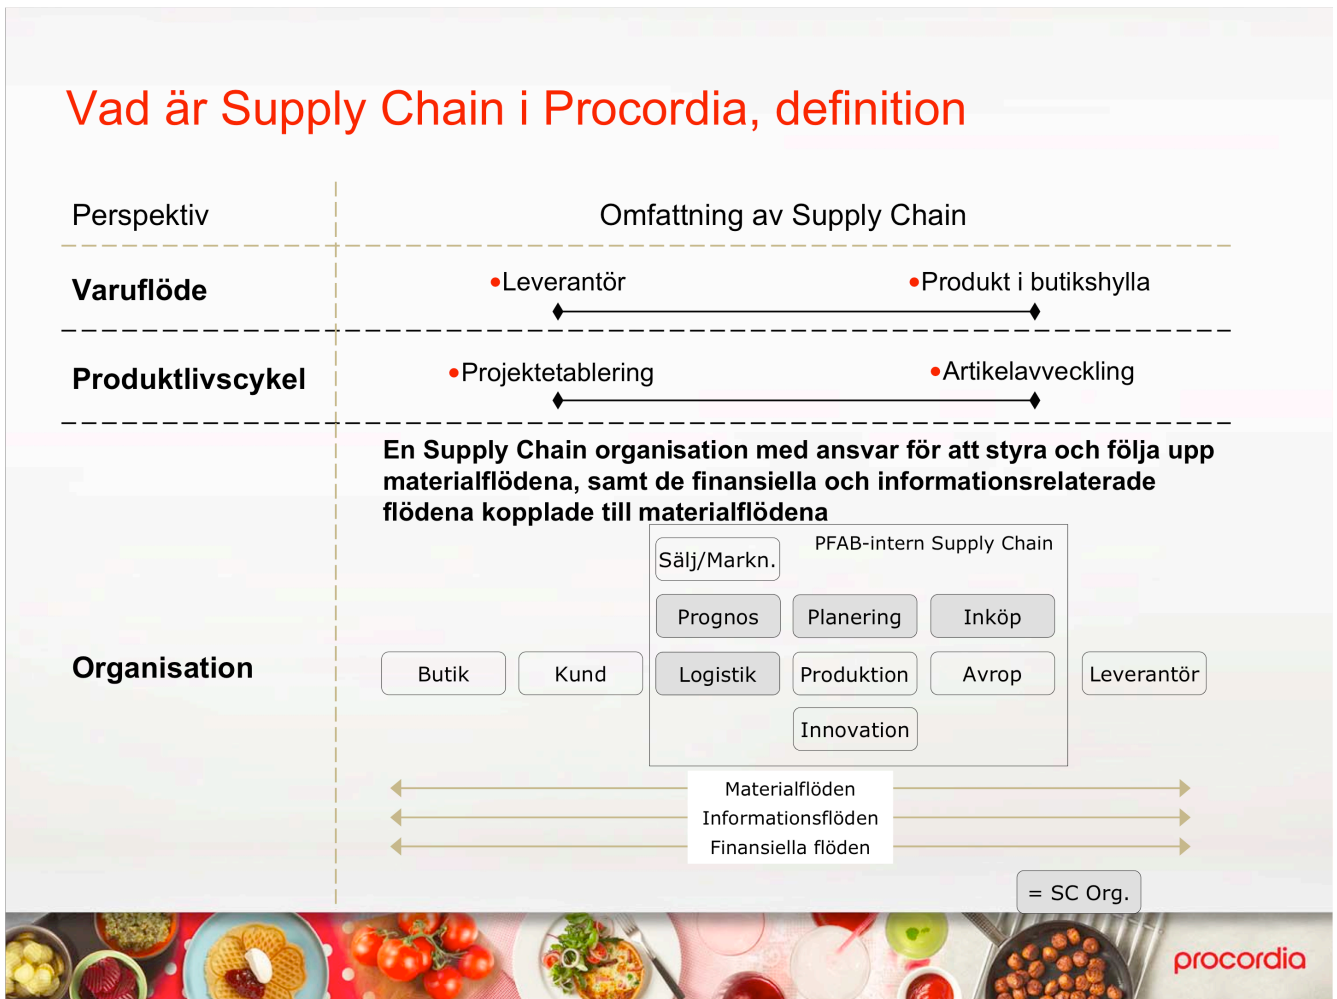 Vad är Supply Chain i Procordia, definition
Perspektiv
Omfattning av Supply Chain
Varuflöde
•Leverantör
•Produkt i butikshylla
Produktlivscykel
•Projektetablering
•Artikelavveckling
En Supply Chain organisation med ansvar för att styra och följa upp
materialflödena, samt de finansiella och informationsrelaterade
flödena kopplade till materialflödena
PFAB-intern Supply Chain
Sälj/Markn.
Prognos
Planering
Inköp
Organisation
Butik
Kund
Logistik
Produktion
Avrop
Leverantör
Innovation
Materialflöden
Informationsflöden
Finansiella flöden
= SC Org.
procordia